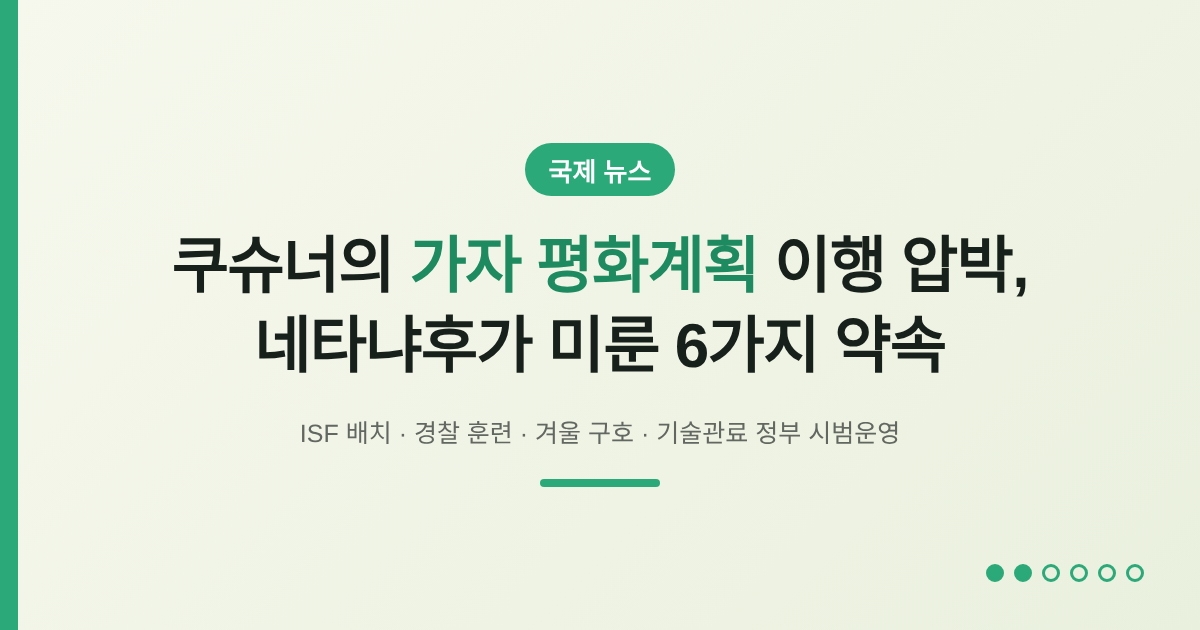 국제 뉴스
쿠슈너의 가자 평화계획 이행 압박,
네타냐후가 미룬 6가지 약속
ISF 배치 · 경찰 훈련 · 겨울 구호 · 기술관료 정부 시범운영